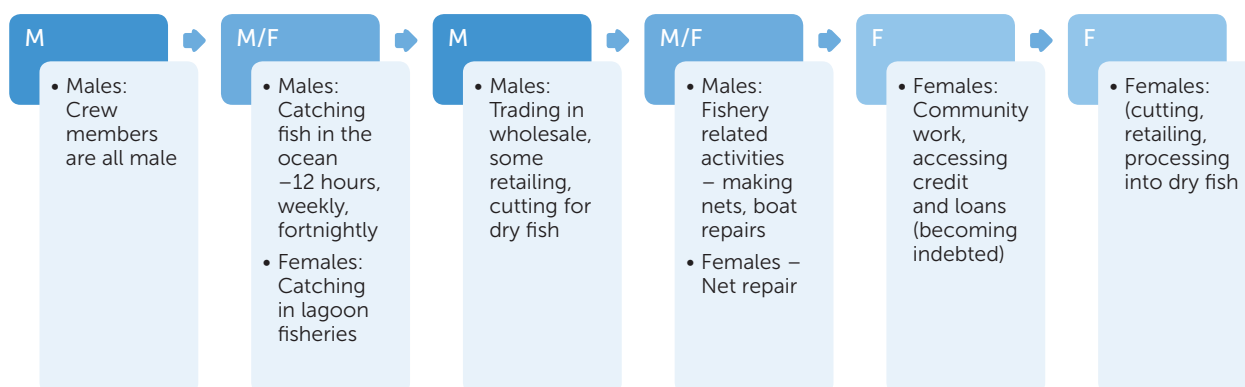 M
• Males:
Crew
members
are all male
M/F
• Males:
Catching
fish in the
ocean
–12 hours,
weekly,
fortnightly
• Females:
Catching
in lagoon
fisheries
M
• Males:
Trading in
wholesale,
some
retailing,
cutting for
dry fish
M/F
• Males:
Fishery
related
activities
– making
nets, boat
repairs
• Females –
Net repair
F
• Females:
Community
work,
accessing
credit
and loans
(becoming
indebted)
F
• Females:
(cutting,
retailing,
processing
into dry fish